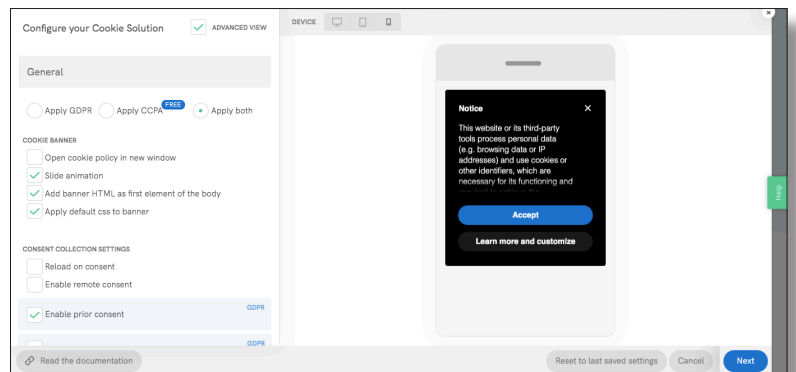 Configure your Cookie Solution
ADVANCED VIEW
DEVICE
General
Apply GDPR
Apply CCPA
FREE
Apply both
COOKIE BANNER
Open cookie policy in new window
Slide animation
Add banner HTML as first element of the body
Apply default css to banner
CONSENT COLLECTION SETTINGS
Reload on consent
Enable remote consent
Enable prior consent
GDPR
GDPR
Notice
This website or its third-party
tools process personal data
(e.g. browsing data or IP
addresses) and use cookies or
other identifiers, which are
necessary for its functioning and
required to achieve the
Accept
Learn more and customize
Help
Read the documentation
Reset to last saved settings
Cancel
Next